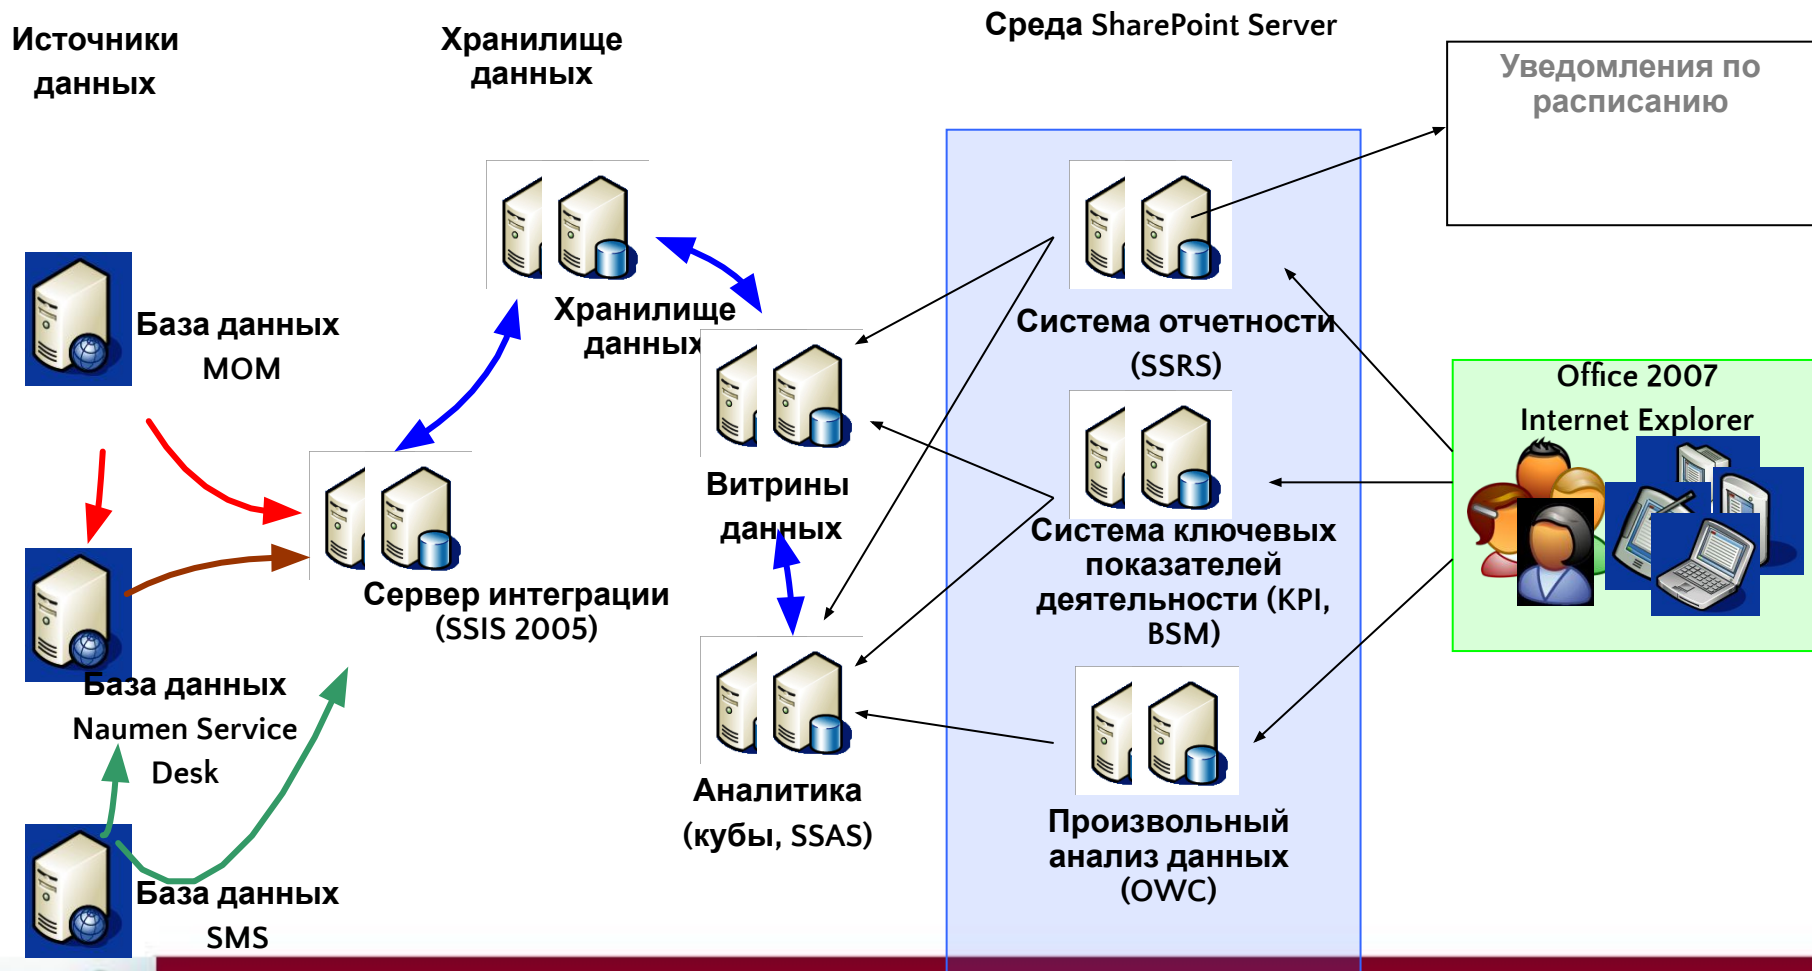 Источники
данных
Хранилище
данных
Среда SharePoint Server
Уведомления по
расписанию
База данных
MOM
Хранилище
данных
Система отчетности
(SSRS)
Office 2007
Internet Explorer
Витрины
данных
Сервер интеграции
(SSIS 2005)
Система ключевых
показателей
деятельности (KPI,
BSM)
База данных
Naumen Service
Desk
Аналитика
(кубы, SSAS)
Произвольный
анализ данных
(OWC)
База данных
SMS